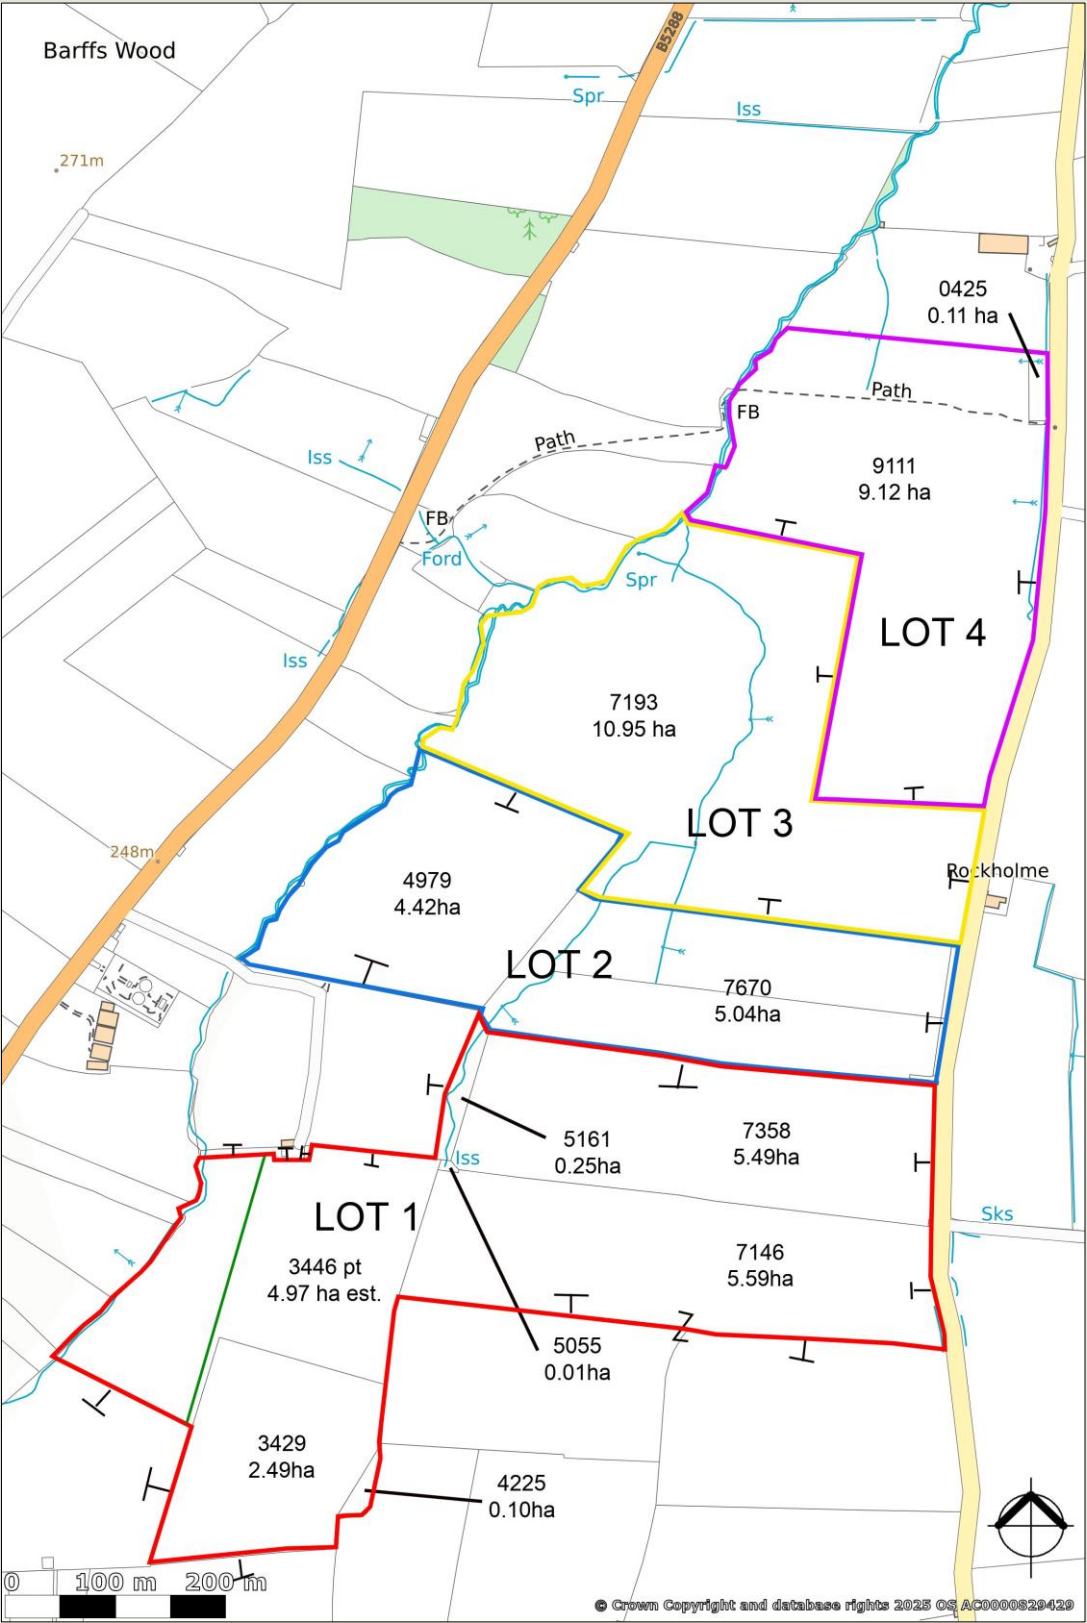 Barffs Wood
B5288
Spr
Iss
271m
0425
0.11 ha
Path
FB
Path
9111
9.12 ha
Iss
FB
Ford
Spr
LOT 4
Iss
7193
10.95 ha
LOT 3
248m
Rockholme
4979
4.42ha
LOT 2
7670
5.04ha
5161
0.25ha
7358
5.49ha
Iss
LOT 1
Sks
3446 pt
4.97 ha est.
7146
5.59ha
5055
0.01ha
3429
2.49ha
4225
0.10ha
0 100 m 200 m
© Crown Copyright and database rights 2025 OS AC0000829429